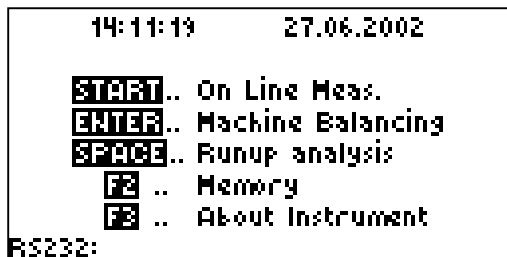 14:11:19 27.06.2002
START.. On Line Meas.
ENTER.. Machine Balancing
SPACE.. Runup analysis
F2 .. Memory
F3 .. About Instrument
RS232: